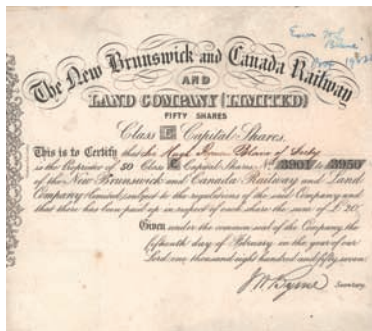 The New Brunswick and Canada Railway
AND
LAND COMPANY (LIMITED)
FIFTY SHARES
Class E Capital Shares.
This is to Certify that Sir Hugh
is the Proprietor of 50 Class Capital Shares No. 3901 to 3950
of the New Brunswick and Canada Railway and Land
Company Limited, subject to the regulations of the said Company and
that there has been paid up in respect of each share the sum of £20.
Given under the common seal of the Company, the
fifteenth day of February in the year of our
Lord one thousand eight hundred and fifty seven
Secretary